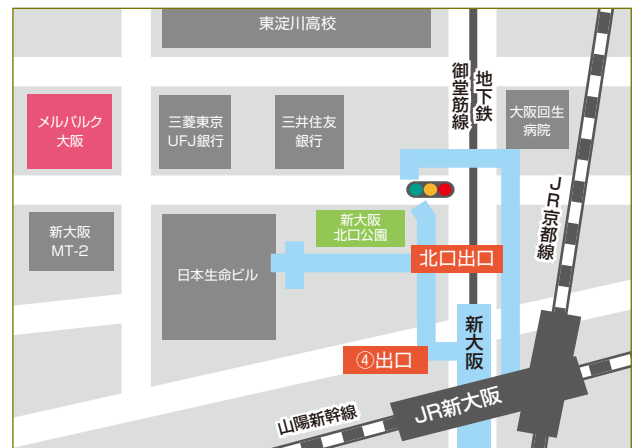 東淀川高校
御堂筋線
地下鉄
メルパルク
大阪
三菱東京
UFJ銀行
三井住友
銀行
大阪回生
病院
JR京都線
新大阪
MT-2
新大阪
北口公園
日本生命ビル
北口出口
新大阪
④出口
JR新大阪
山陽新幹線